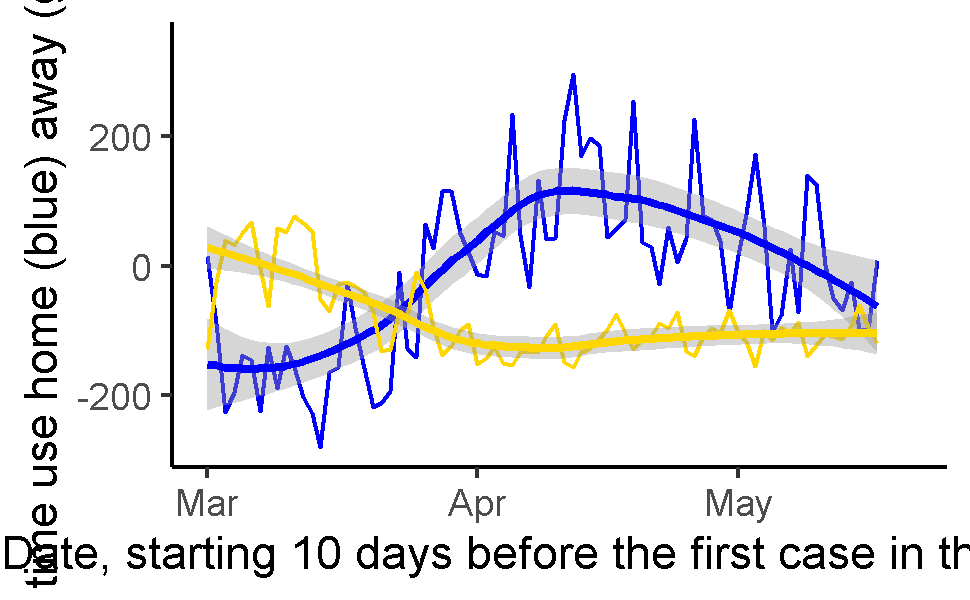 time use home (blue) away (
200
0
-200
Mar Apr May
Date, starting 10 days before the first case in th